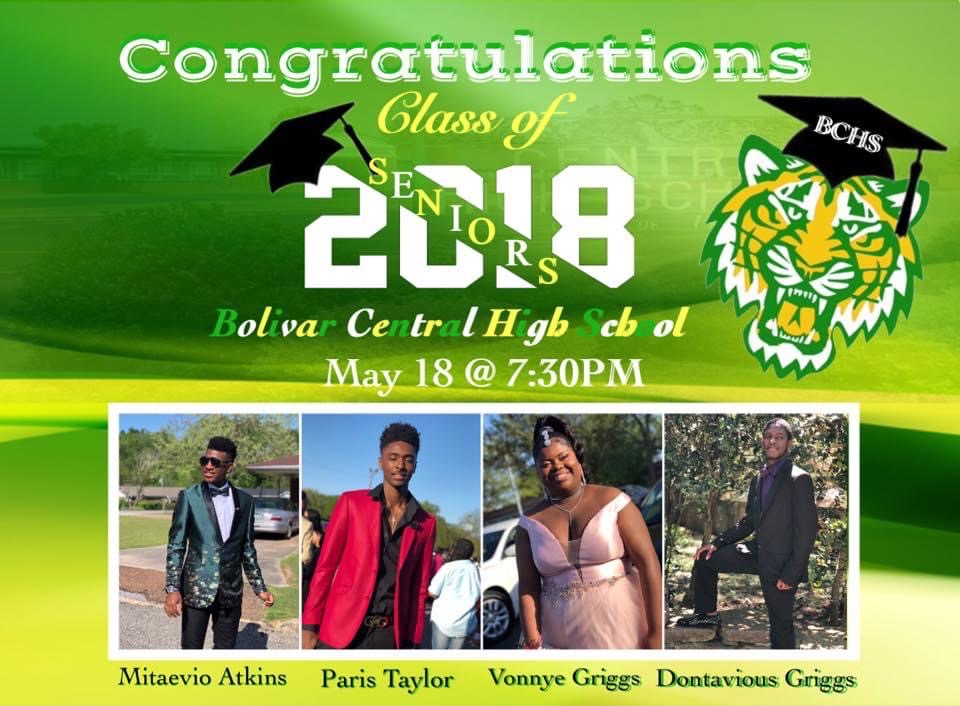 Congratulations
Class of
2018
SENIORS
BCHS
Bolivar Central High School
May 18 @ 7:30PM
Mitaevio Atkins
Paris Taylor
Vonnye Griggs
Dontavious Griggs